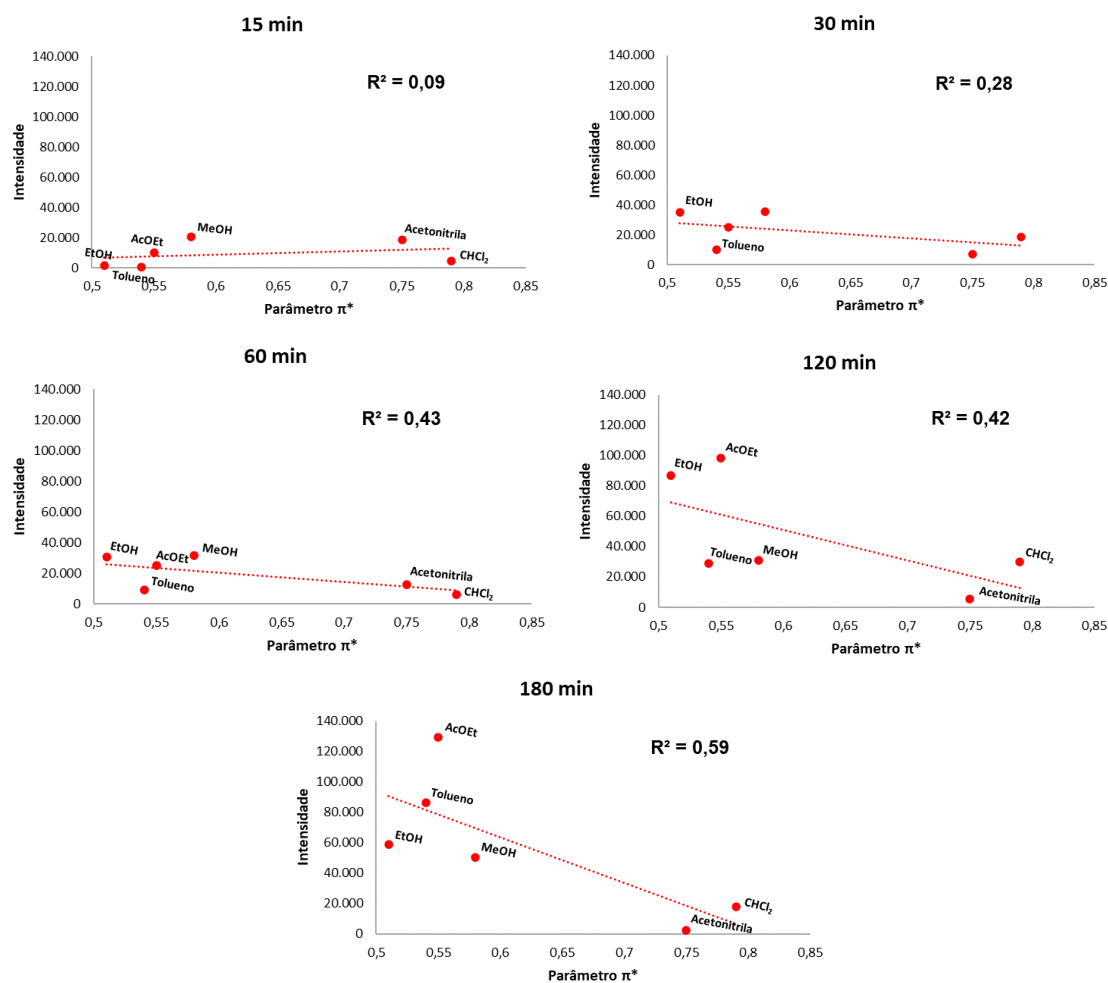 15 min
R² = 0,09
Intensidade
140.000
120.000
100.000
80.000
60.000
40.000
20.000
0
EtOH
Tolueno
AcOEt
MeOH
Acetonitrila
CHCl₂
0,5 0,55 0,6 0,65 0,7 0,75 0,8 0,85
Parâmetro π*
30 min
R² = 0,28
Intensidade
140.000
120.000
100.000
80.000
60.000
40.000
20.000
0
EtOH
Tolueno
0,5 0,55 0,6 0,65 0,7 0,75 0,8 0,85
Parâmetro π*
60 min
R² = 0,43
Intensidade
140.000
120.000
100.000
80.000
60.000
40.000
20.000
0
EtOH
Tolueno
AcOEt
MeOH
Acetonitrila
CHCl₂
0,5 0,55 0,6 0,65 0,7 0,75 0,8 0,85
Parâmetro π*
120 min
R² = 0,42
Intensidade
140.000
120.000
100.000
80.000
60.000
40.000
20.000
0
EtOH
AcOEt
Tolueno
MeOH
CHCl₂
Acetonitrila
0,5 0,55 0,6 0,65 0,7 0,75 0,8 0,85
Parâmetro π*
180 min
R² = 0,59
Intensidade
140.000
120.000
100.000
80.000
60.000
40.000
20.000
0
AcOEt
Tolueno
EtOH
MeOH
CHCl₂
Acetonitrila
0,5 0,55 0,6 0,65 0,7 0,75 0,8 0,85
Parâmetro π*